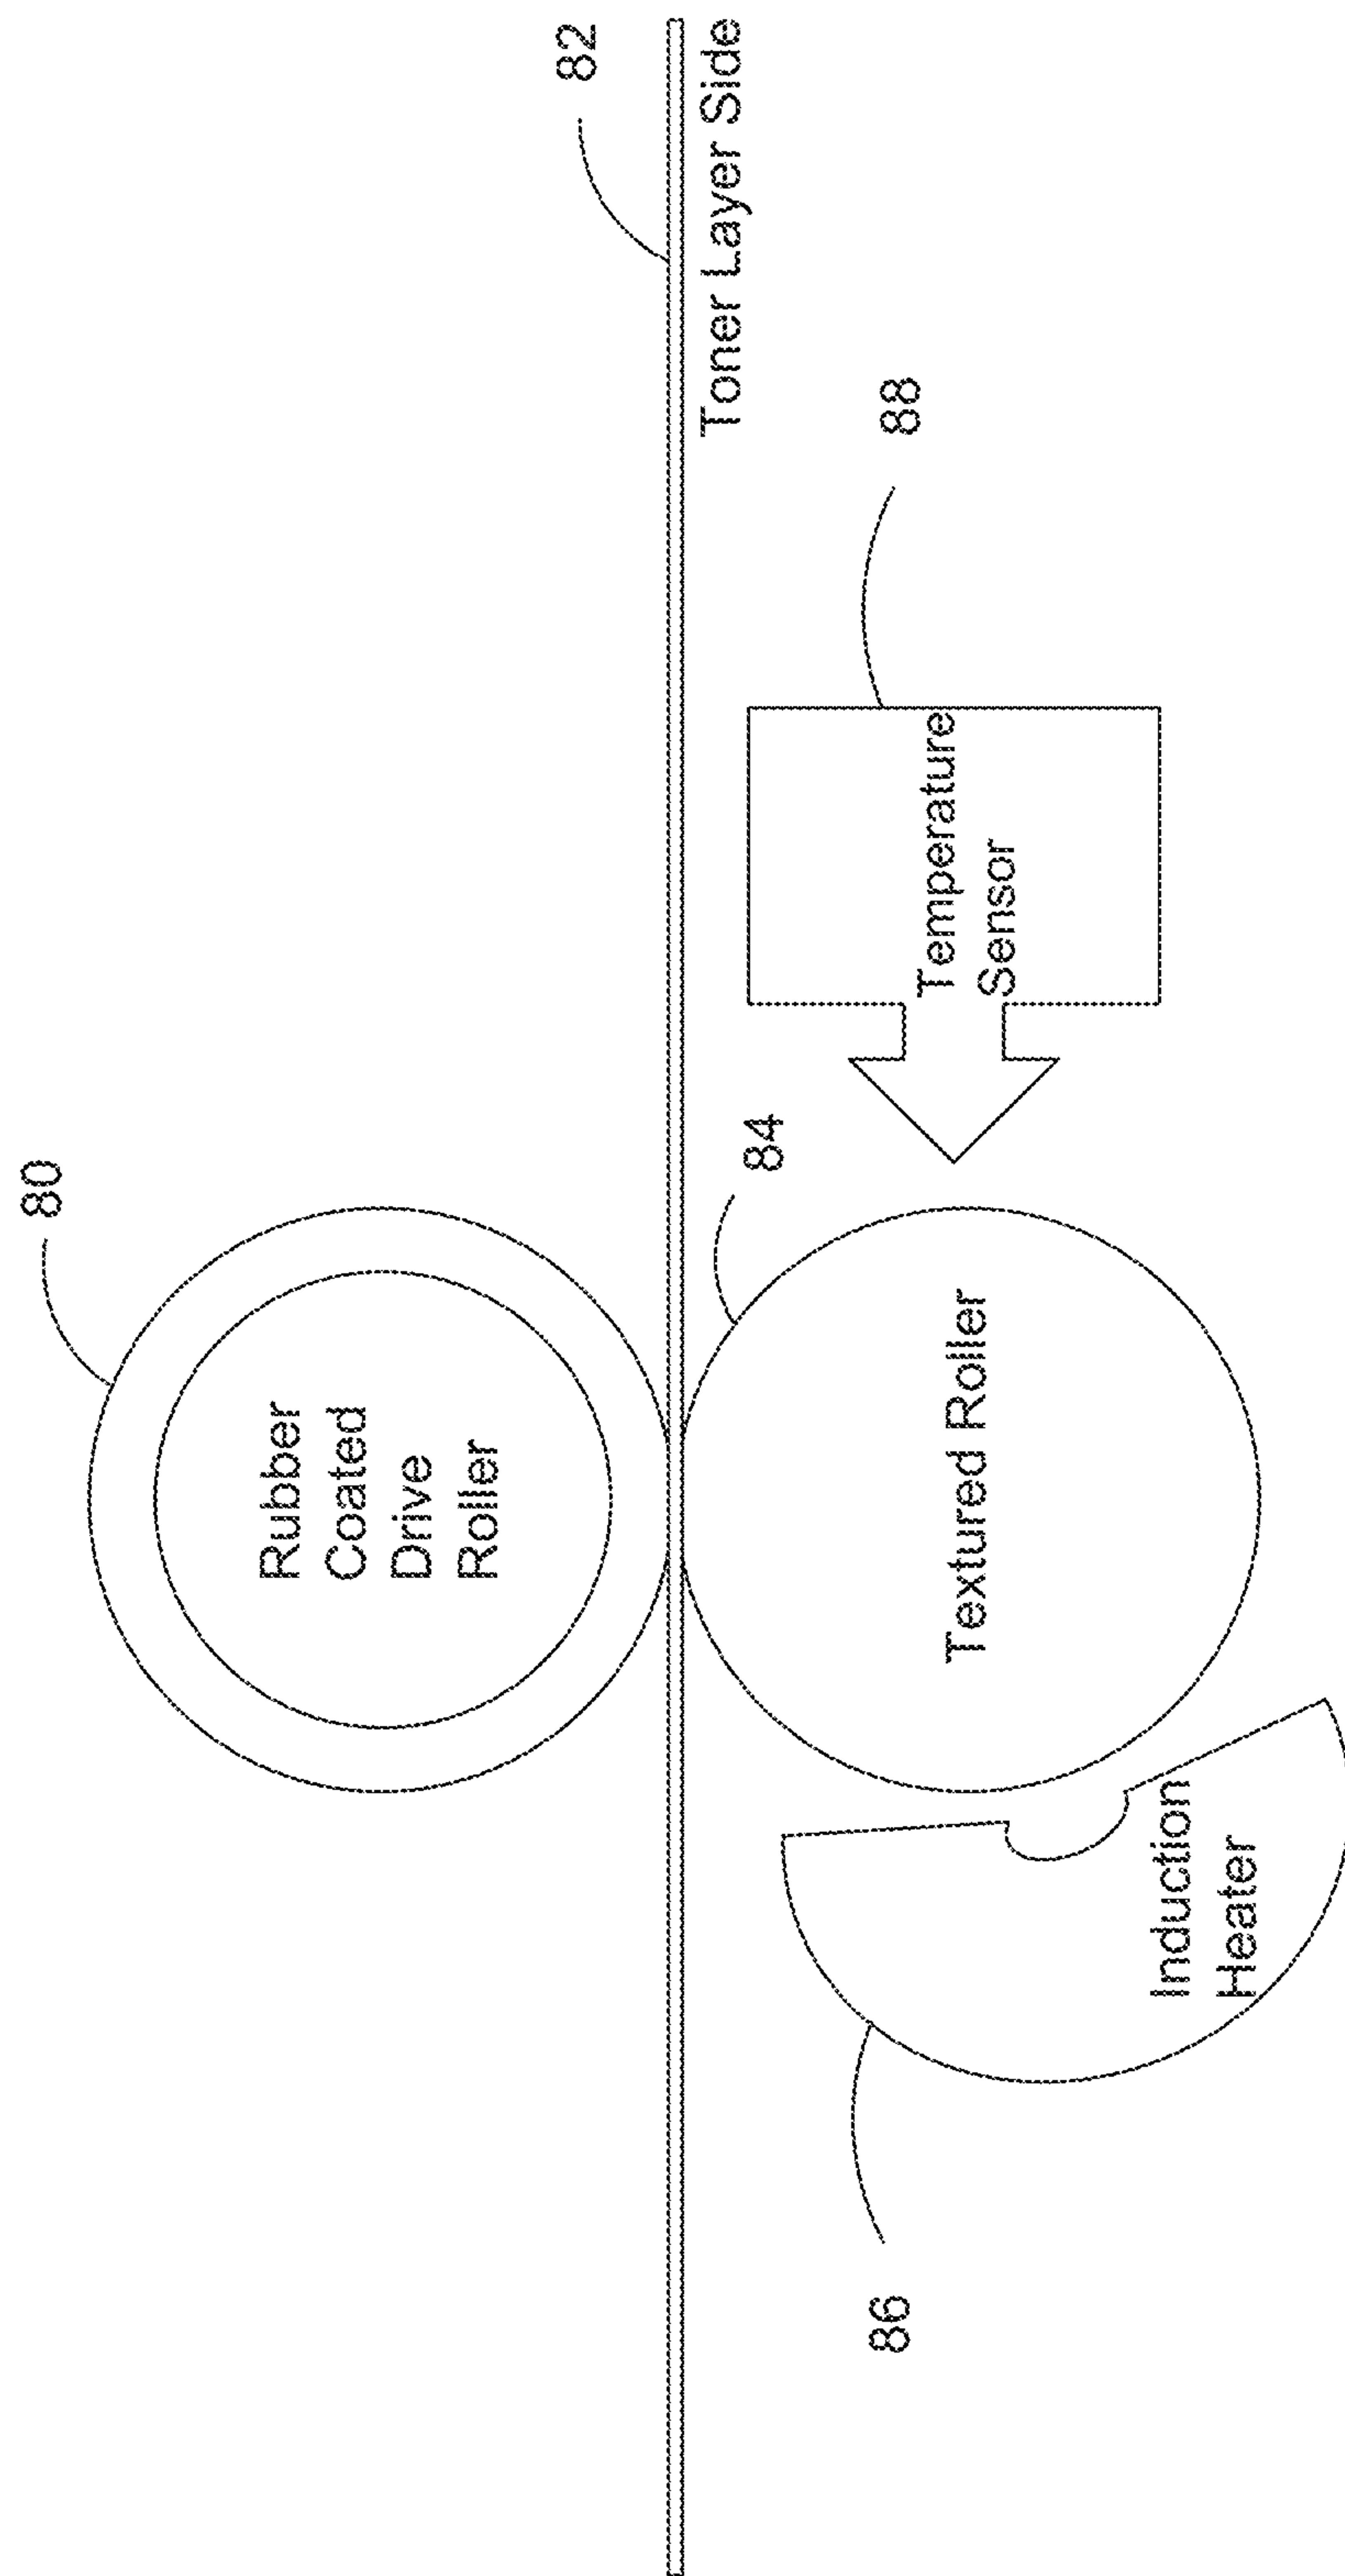 80
Rubber
Coated
Drive
Roller
82
Toner Layer Side
84
Textured Roller
88
Temperature
Sensor
86
Induction
Heater